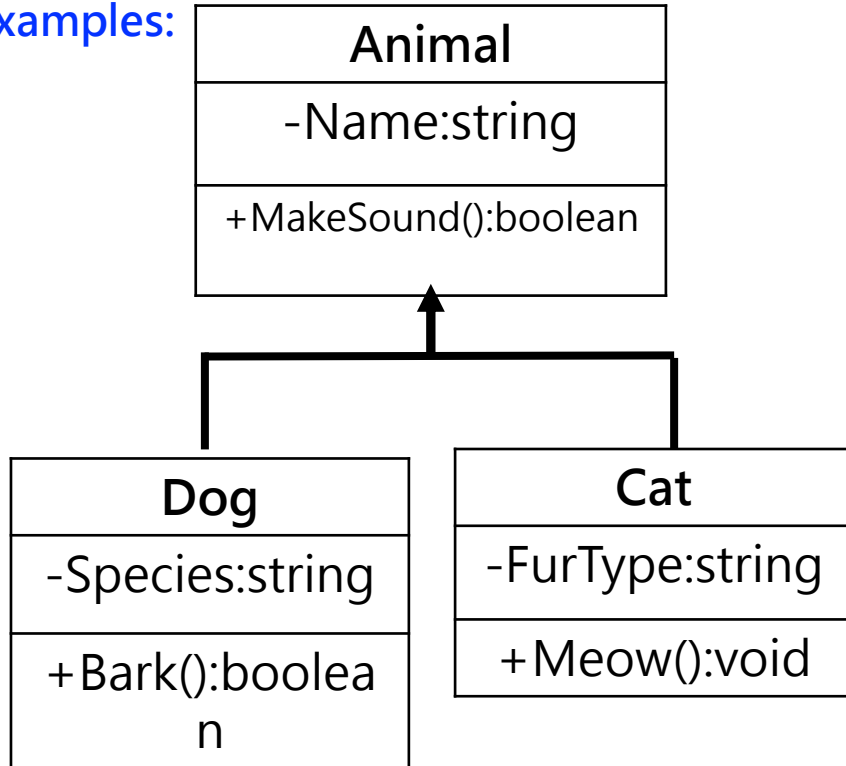 xamples:
Animal
-Name:string
+MakeSound():boolean
Dog
-Species:string
+Bark():boolea
n
Cat
-FurType:string
+Meow():void